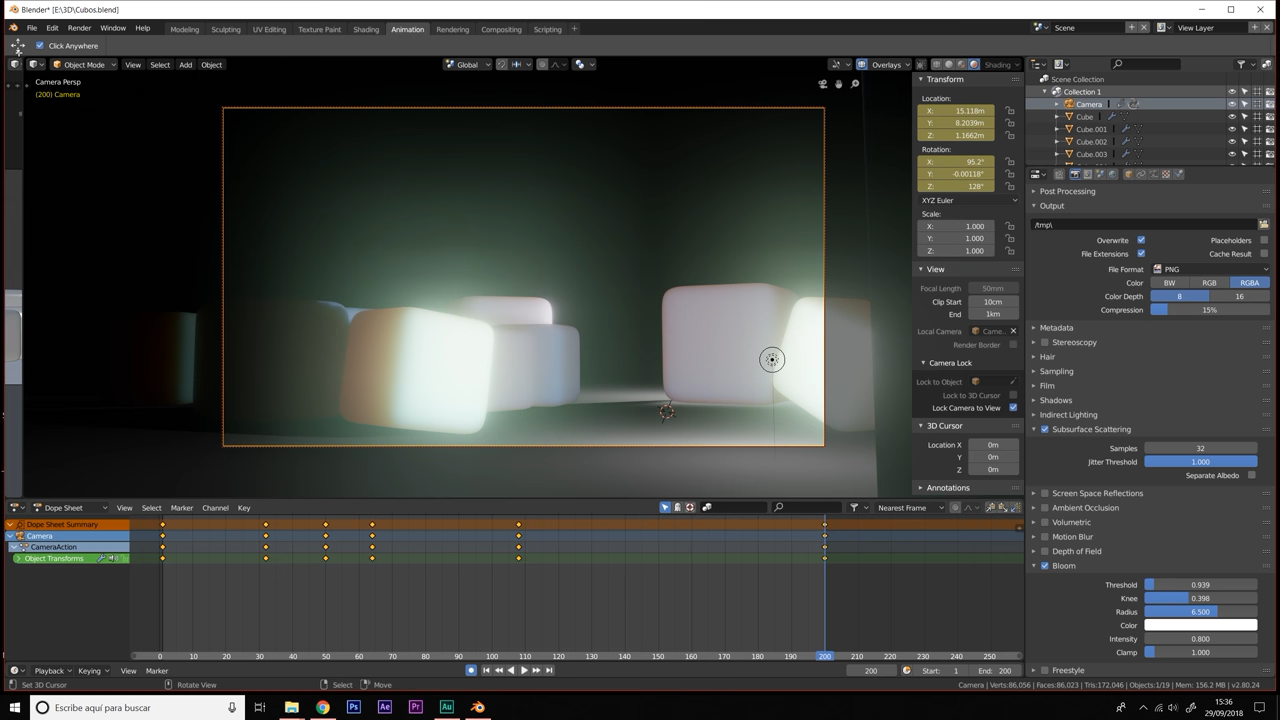 Blender* [E:\3D\Cubos.blend]
File Edit Render Window Help
Modeling Sculpting UV Editing Texture Paint Shading Animation Rendering Compositing Scripting
Scene
View Layer
Click Anywhere
Object Mode View Select Add Object
Global
Overlays
Shading
Camera Persp
(200) Camera
Transform
Location:
X: 15.118m
Y: 8.2039m
Z: 1.1662m
Rotation:
X: 95.2°
Y: -0.00118°
Z: 128°
XYZ Euler
Scale:
X: 1.000
Y: 1.000
Z: 1.000
View
Focal Length 50mm
Clip Start 10cm
End 1km
Local Camera Came..
Render Border
Camera Lock
Lock to Object
Lock to 3D Cursor
Lock Camera to View
3D Cursor
Location X 0m
Y 0m
Z 0m
Annotations
Scene Collection
Collection 1
Camera
Cube
Cube.001
Cube.002
Cube.003
Post Processing
Output
/tmp\
Overwrite
Placeholders
File Extensions
Cache Result
File Format PNG
Color BW RGB RGBA
Color Depth 8 16
Compression 15%
Metadata
Stereoscopy
Hair
Sampling
Film
Shadows
Indirect Lighting
Subsurface Scattering
Samples 32
Jitter Threshold 1.000
Separate Albedo
Screen Space Reflections
Ambient Occlusion
Volumetric
Motion Blur
Depth of Field
Bloom
Threshold 0.939
Knee 0.398
Radius 6.500
Color
Intensity 0.800
Clamp 1.000
Freestyle
Dope Sheet View Select Marker Channel Key
Nearest Frame
Dope Sheet Summary
Camera
CameraAction
Object Transforms
0 10 20 30 40 50 60 70 80 90 100 110 120 130 140 150 160 170 180 190 200 210 220 230 240 250
Playback Keying View Marker
200
Start: 1
End: 200
Set 3D Cursor
Rotate View
Select
Move
Camera | Verts:86,056 | Faces:86,023 | Tris:172,046 | Objects:1/19 | Mem: 156.2 MB | v2.80.24
Escribe aquí para buscar
Ps Ae Pr Au
15:36
29/09/2018